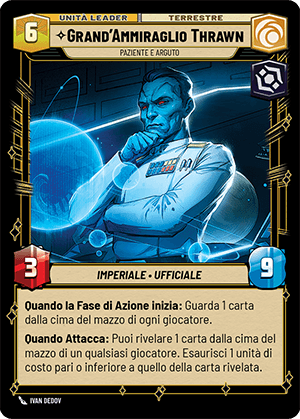 UNITÀ LEADER
TERRESTRE
6
GRAND'AMMIRAGLIO THRAWN
PAZIENTE E ARGUTO
3
9
IMPERIALE • UFFICIALE
Quando la Fase di Azione inizia: Guarda 1 carta
dalla cima del mazzo di ogni giocatore.
Quando Attacca: Puoi rivelare 1 carta dalla cima del
mazzo di un qualsiasi giocatore. Esaurisci 1 unità di
costo pari o inferiore a quello della carta rivelata.
IVAN DEDOV